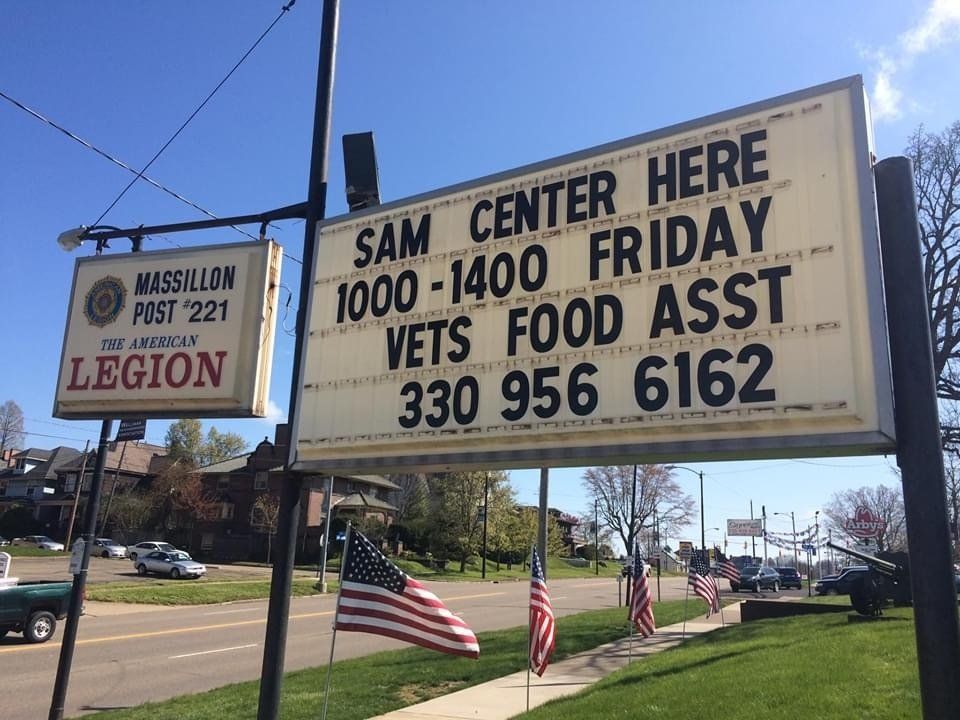 MASSILLON
POST #221
THE AMERICAN
LEGION
SAM CENTER HERE
1000-1400 FRIDAY
VETS FOOD ASST
330 956 6162
Arby's